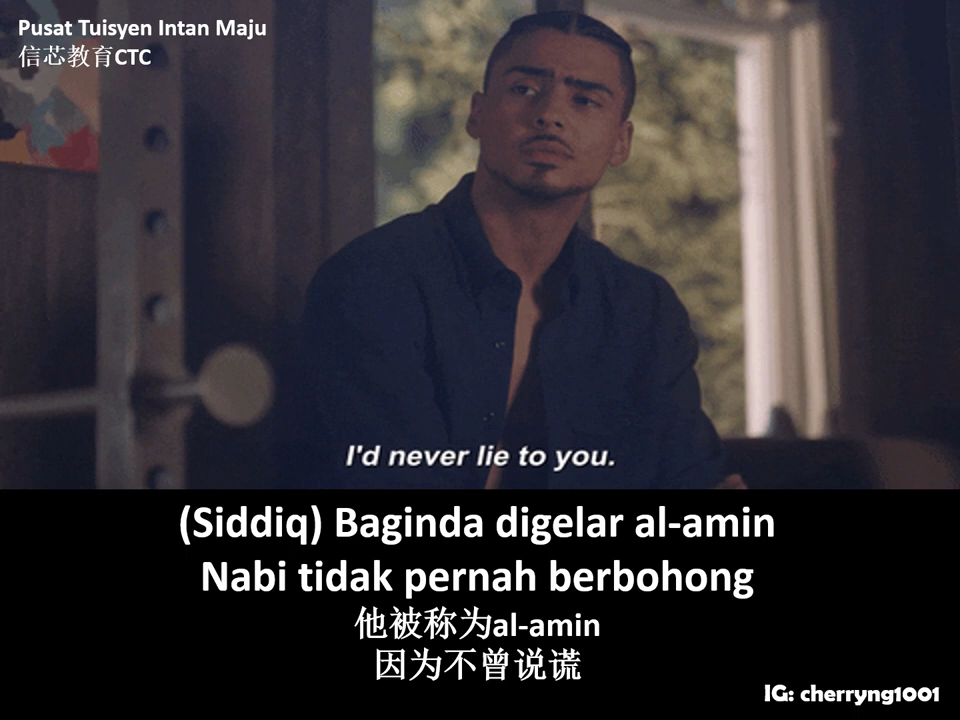 Pusat Tuisyen Intan Maju
信芯教育CTC
I'd never lie to you.
(Siddiq) Baginda digelar al-amin
Nabi tidak pernah berbohong
他被称为al-amin
因为不曾说谎
IG: cherryng1001